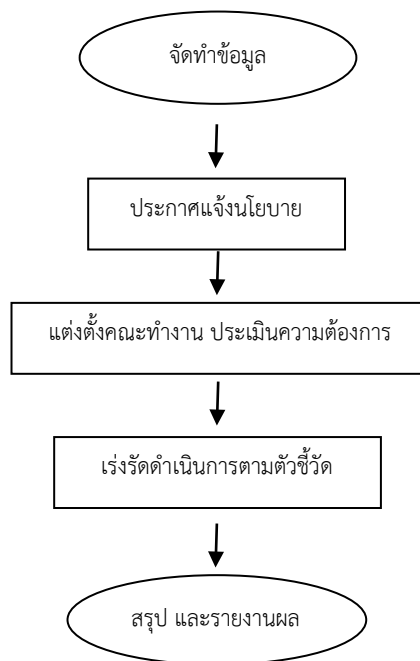 จัดทำข้อมูล
ประกาศแจ้งนโยบาย
แต่งตั้งคณะทำงาน ประเมินความต้องการ
เร่งรัดดำเนินการตามตัวชี้วัด
สรุป และรายงานผล